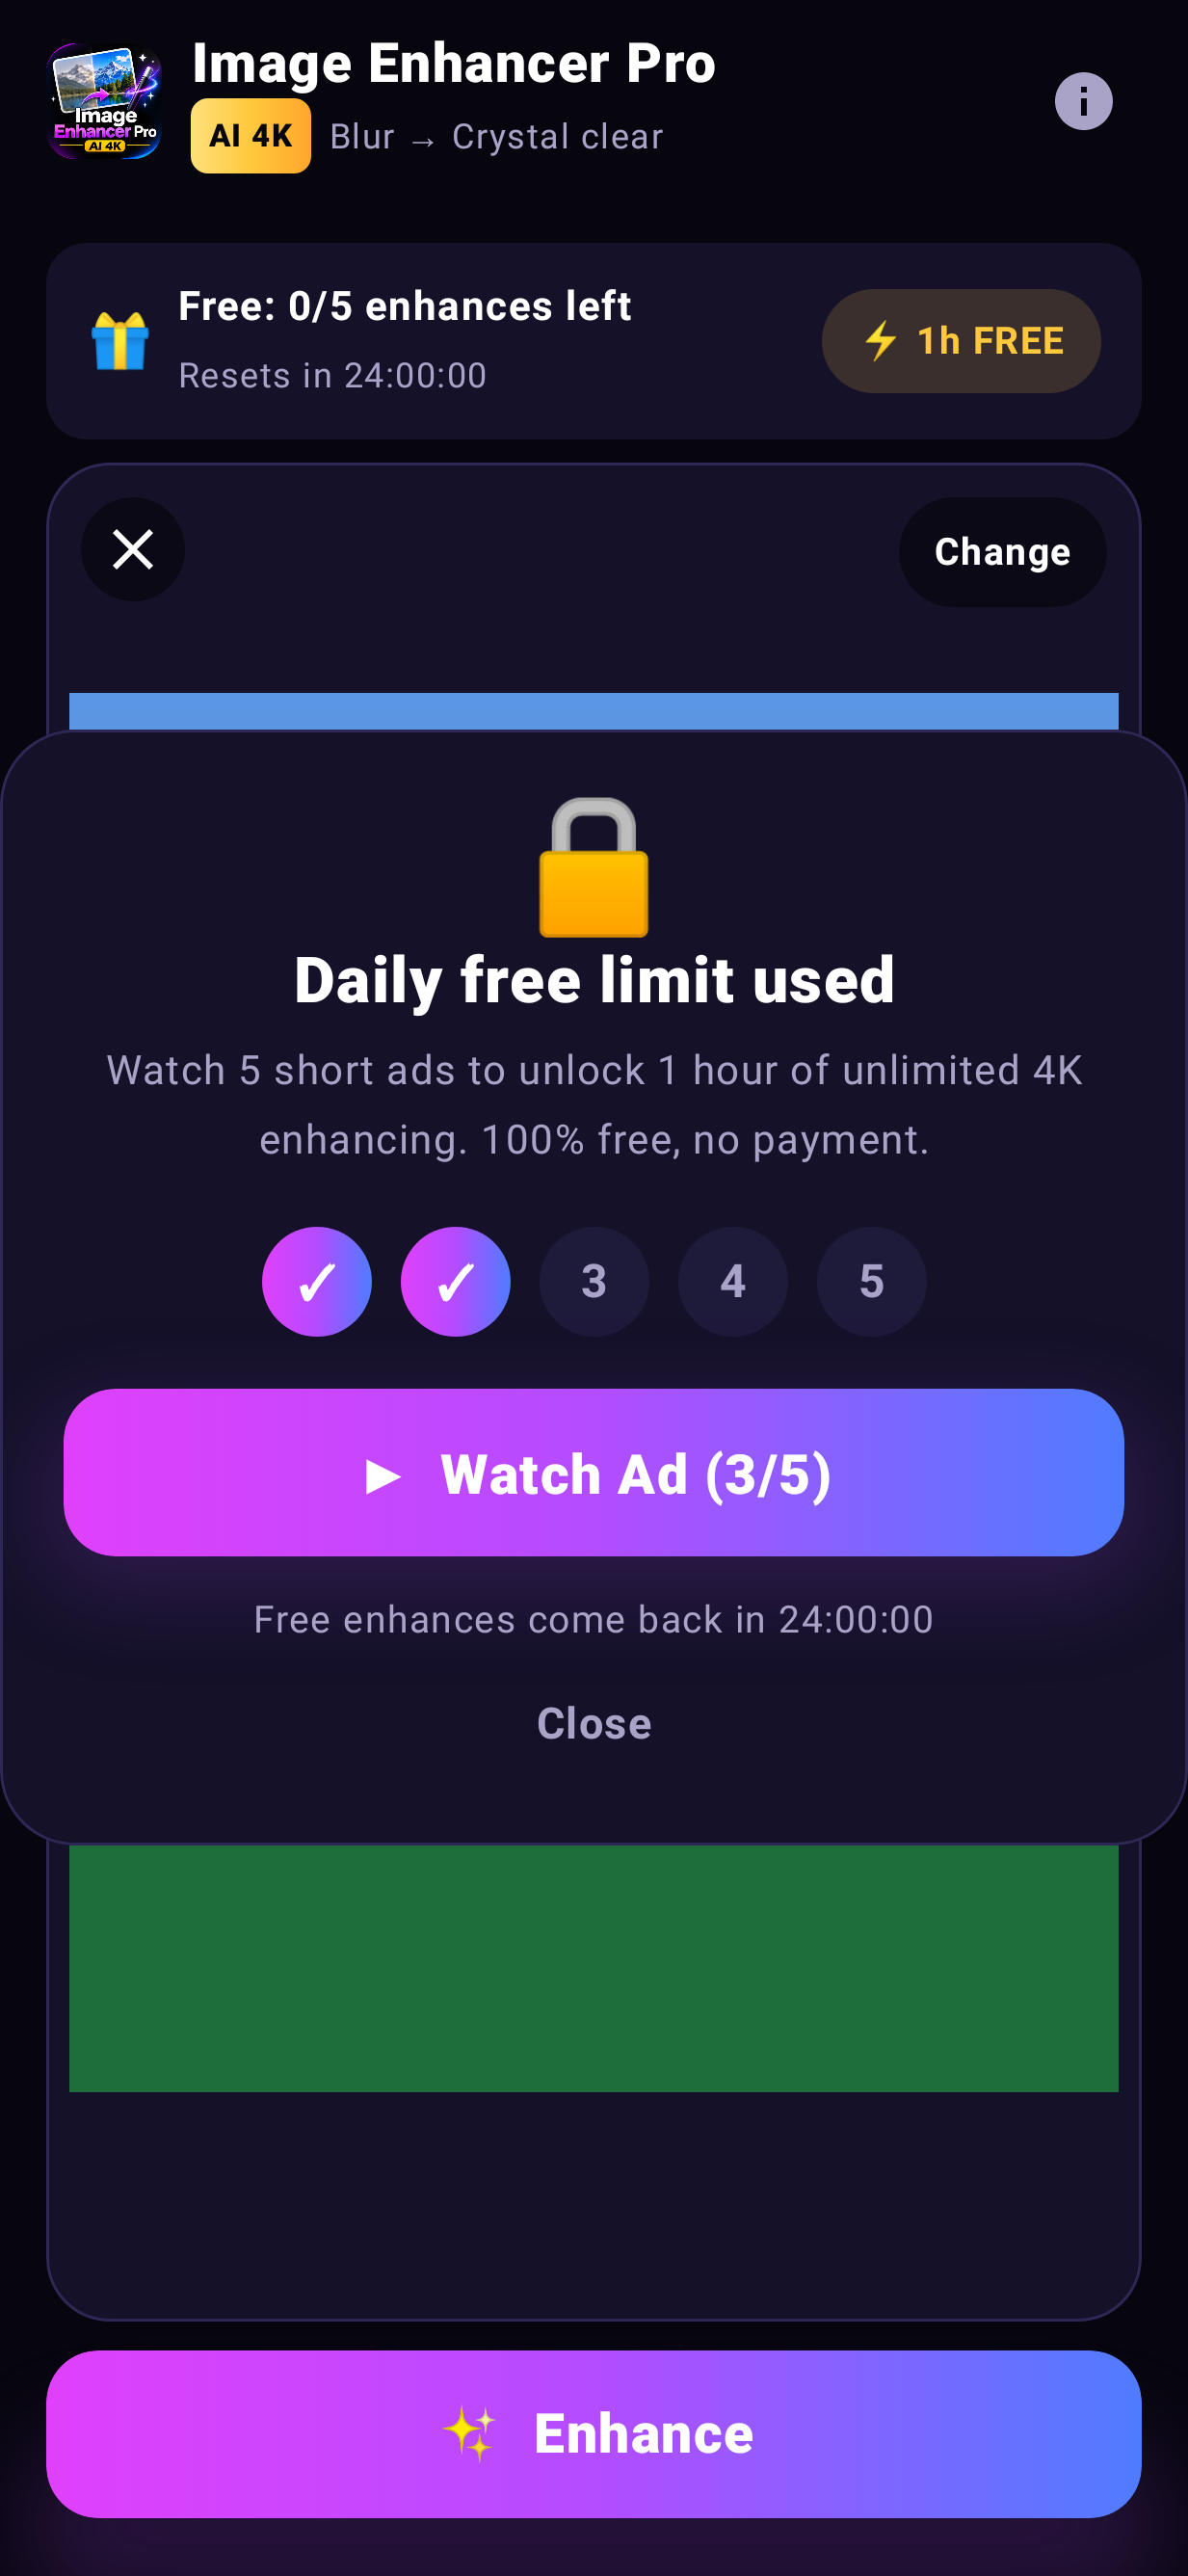 Image Enhancer Pro
Image
Enhancer Pro
AI 4K
AI 4K Blur → Crystal clear
Free: 0/5 enhances left
Resets in 24:00:00
⚡ 1h FREE
Change
Daily free limit used
Watch 5 short ads to unlock 1 hour of unlimited 4K
enhancing. 100% free, no payment.
✓ ✓ 3 4 5
▶ Watch Ad (3/5)
Free enhances come back in 24:00:00
Close
✨ Enhance